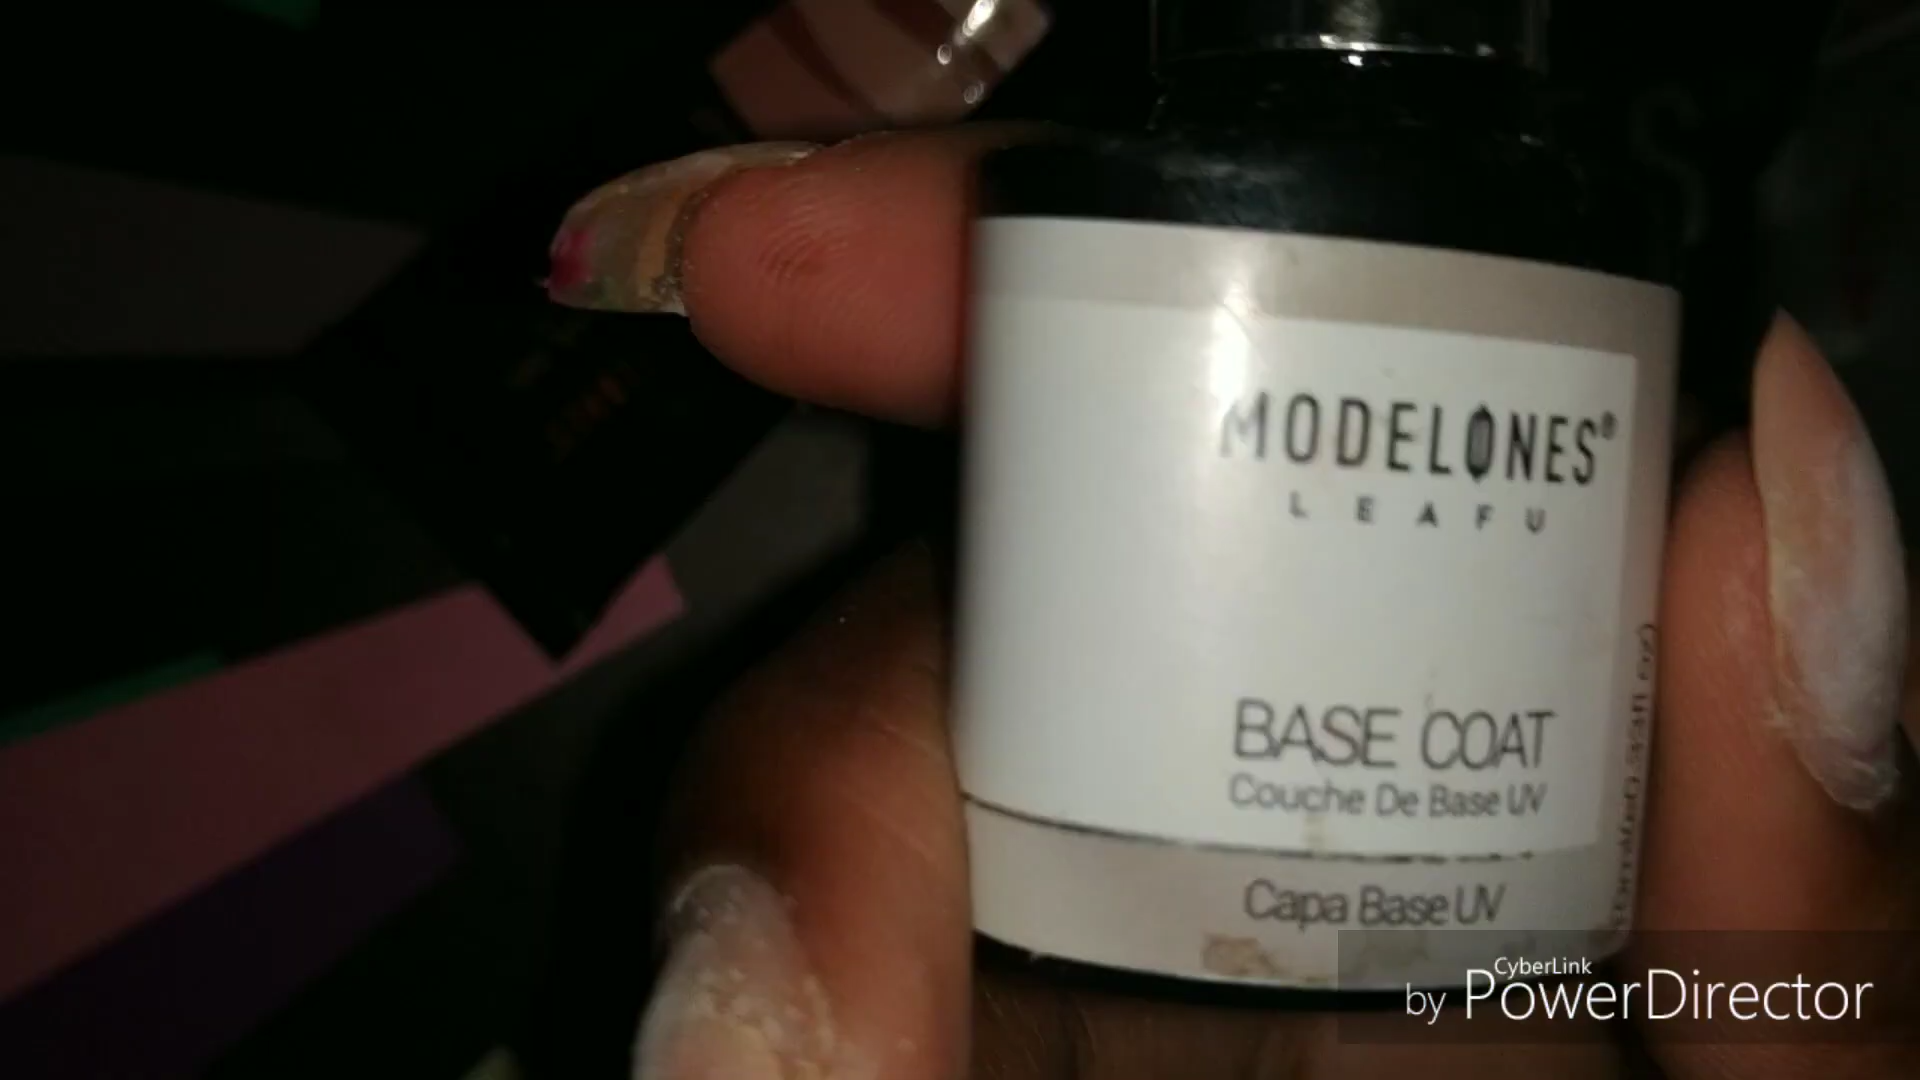 MODELONES®
LEAFU
BASE COAT
Couche De Base UV
Capa Base UV
CyberLink
by PowerDirector